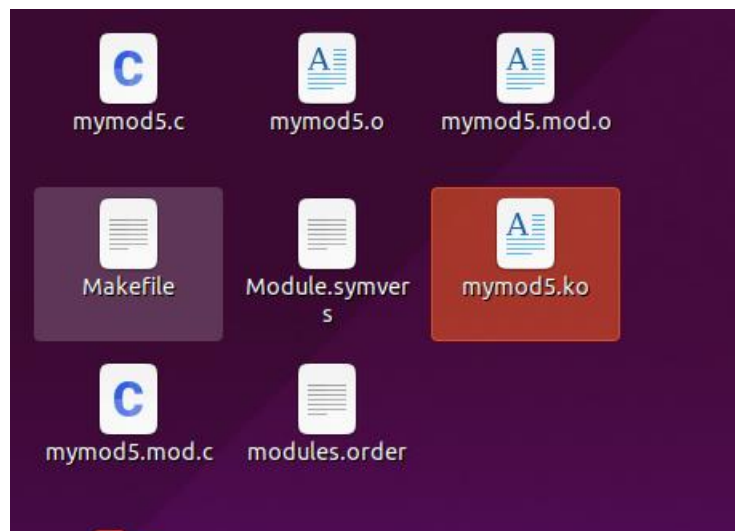 mymod5.c
mymod5.o
mymod5.mod.o
Makefile
Module.symver
s
mymod5.ko
mymod5.mod.c
modules.order